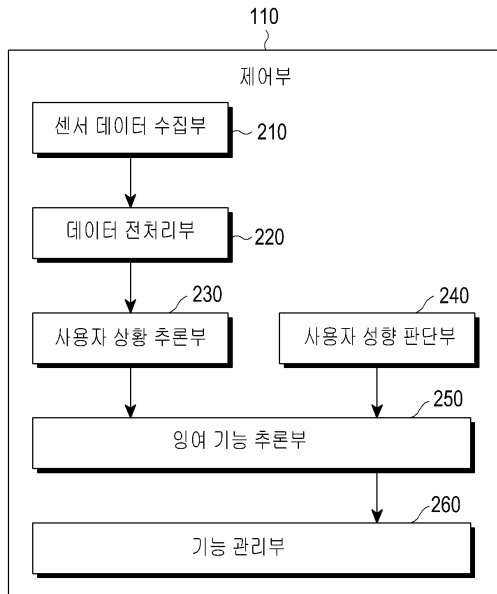 110
제어부
센서 데이터 수집부
210
데이터 전처리부
220
230
240
사용자 상황 추론부
사용자 성향 판단부
250
잉여 기능 추론부
260
기능 관리부